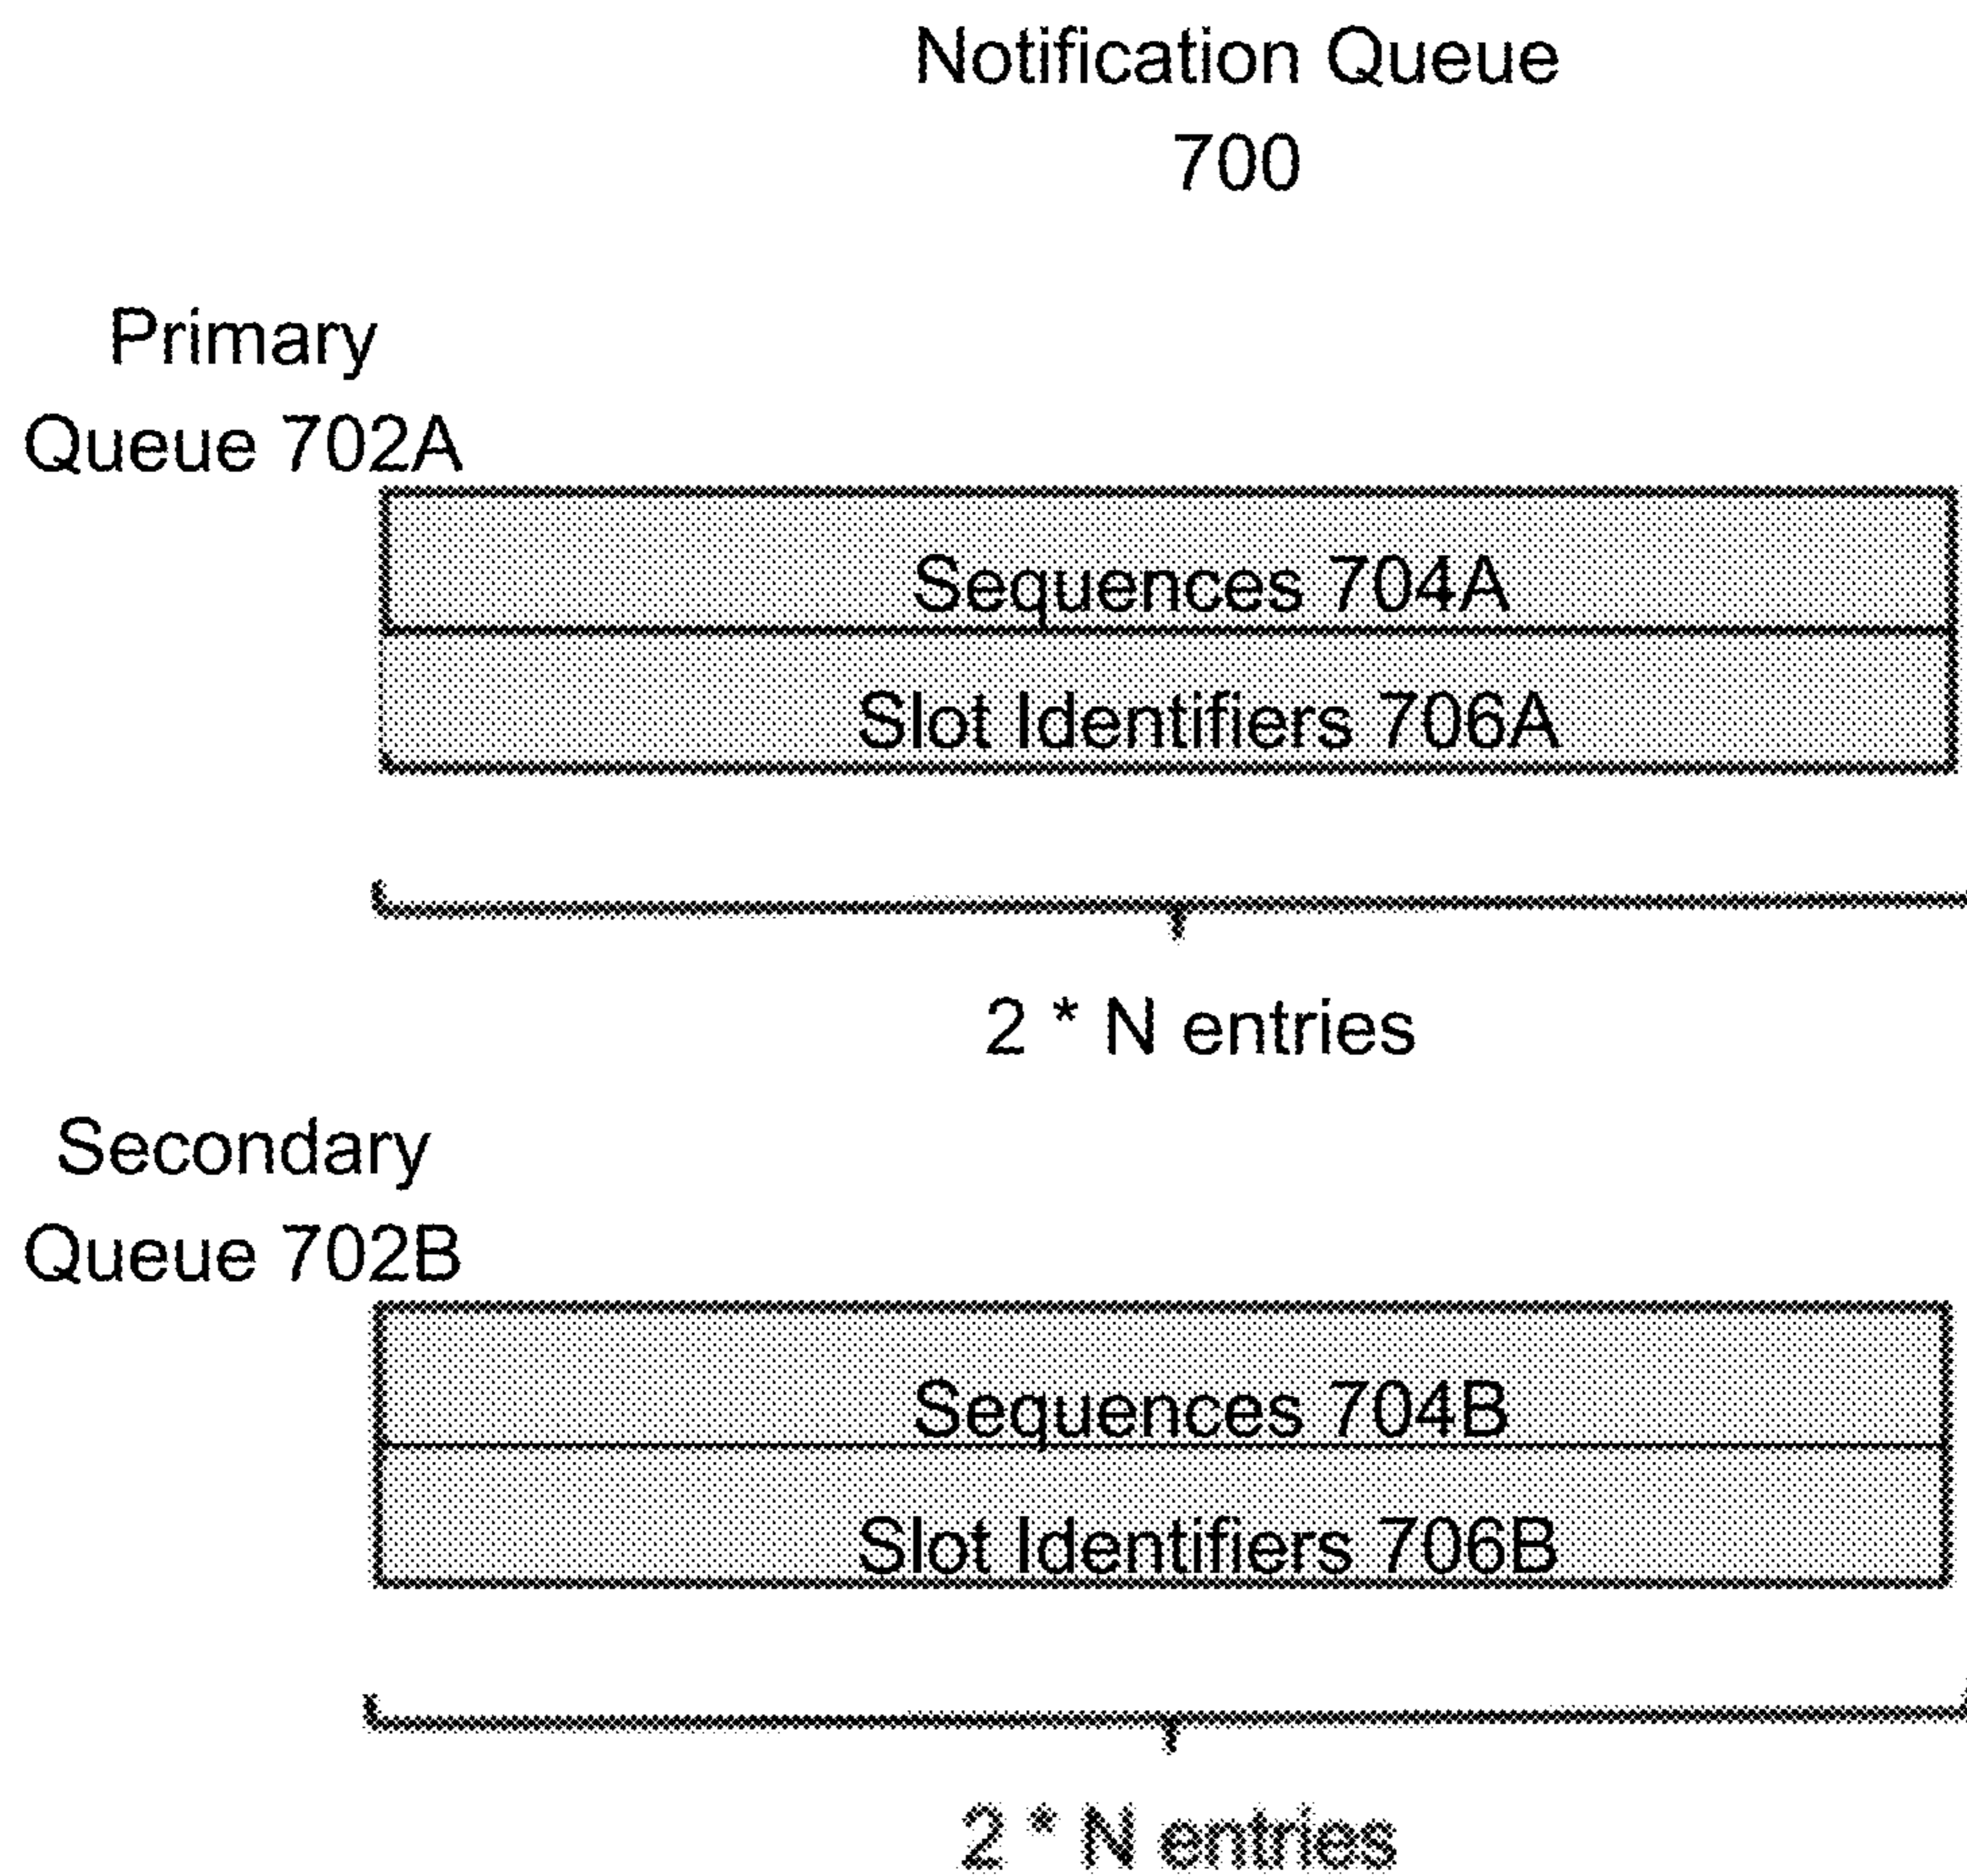 Notification Queue
700
Primary
Queue 702A
Sequences 704A
Slot Identifiers 706A
2 * N entries
Secondary
Queue 702B
Sequences 704B
Slot Identifiers 706B
2 * N entries